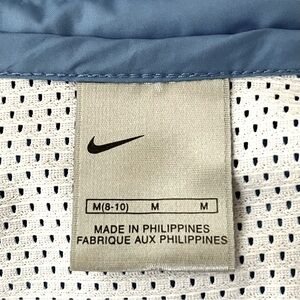 M(8-10) M M
MADE IN PHILIPPINES
FABRIQUE AUX PHILIPPINES